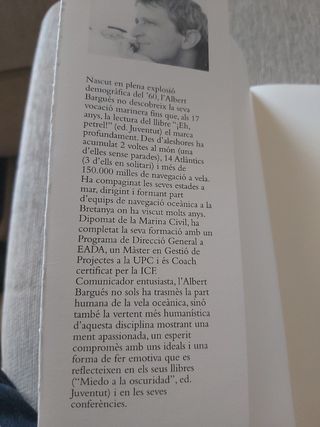 Nascut en plena explosió
demogràfica del '60, l'Albert
Bargués no descobreix la seva
vocació marinera fins que, als 17
anys, la lectura del llibre "¡Eh,
petrel!" (ed. Juventut) el marca
profundament. Des d'aleshores ha
acumulat 2 voltes al món (una
d'elles sense parades), 14 Atlàntics
(3 d'ells en solitari) i més de
150.000 milles de navegació a vela.
Ha compaginat les seves estades a
mar, dirigint i formant part
d'equips de navegació oceànica a la
Bretanya on ha viscut molts anys.
Dipomat de la Marina Civil, ha
completat la seva formació amb un
Programa de Direcció General a
EADA, un Màster en Gestió de
Projectes a la UPC i és Coach
certificat per la ICF.
Comunicador entusiasta, l'Albert
Bargués no sols ha trasmès la part
humana de la vela oceànica, sinó
també la vertent més humanística
d'aquesta disciplina mostrant una
ment apassionada, un esperit
compromès amb uns ideals i una
forma de fer emotiva que es
reflecteixen en els seus llibres
("Miedo a la oscuridad", ed.
Juventut) i en les seves
conferències.